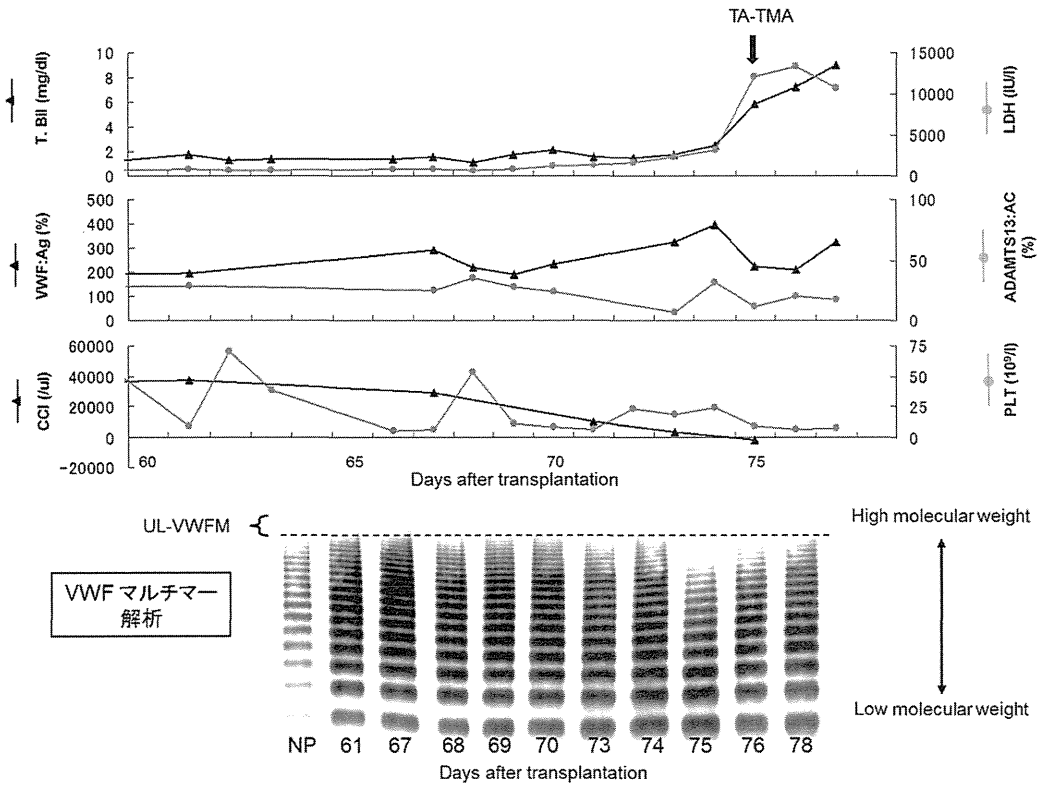 TA-TMA
T. Bil (mg/dl)
10
8
6
4
2
0
15000
10000
5000
0
LDH (IU/l)
VWF:Ag (%)
500
400
300
200
100
0
100
50
0
ADAMTS13:AC
(%)
CCI (/ul)
60000
40000
20000
0
-20000
75
50
25
0
PLT (10⁹/l)
60 65 70 75
Days after transplantation
UL-VWFM
High molecular weight
VWF マルチマー
解析
Low molecular weight
NP 61 67 68 69 70 73 74 75 76 78
Days after transplantation